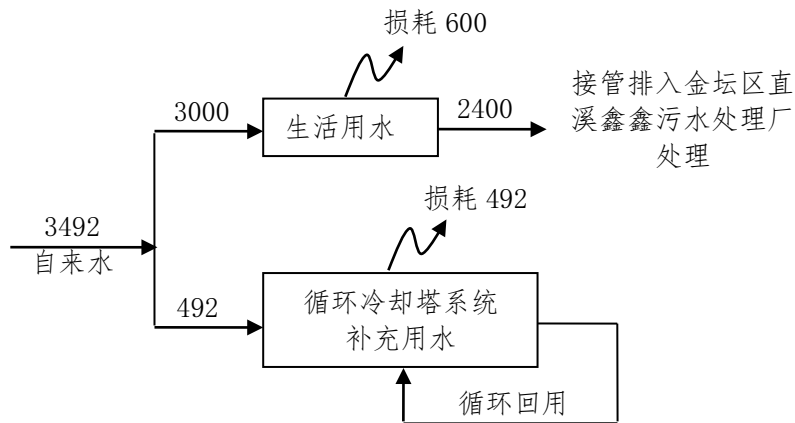 损耗 600
接管排入金坛区直
溪鑫鑫污水处理厂
处理
3000
生活用水
2400
损耗 492
3492
自来水
492
循环冷却塔系统
补充用水
循环回用